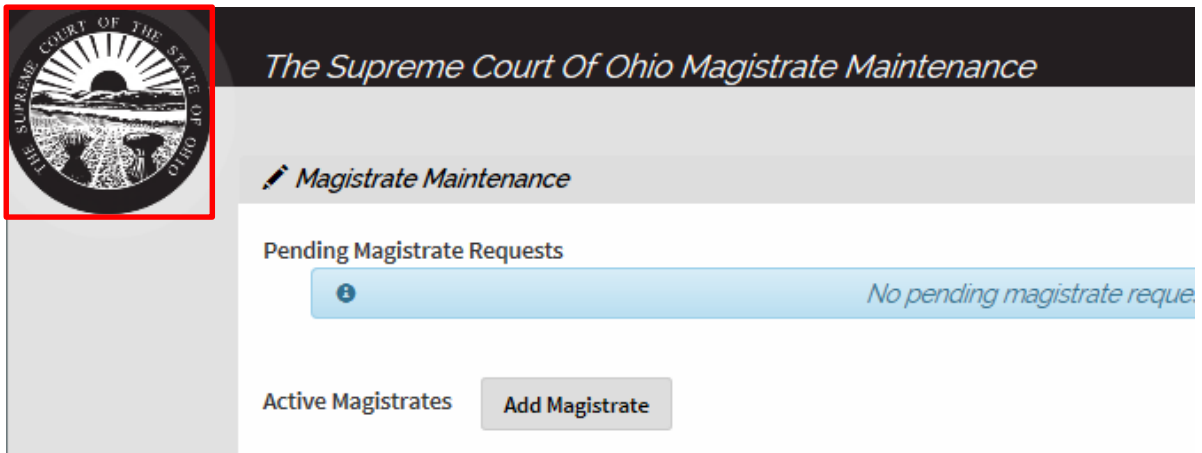 THE SUPREME COURT OF THE STATE OF OHIO
The Supreme Court Of Ohio Magistrate Maintenance
Magistrate Maintenance
Pending Magistrate Requests
No pending magistrate reques
Active Magistrates
Add Magistrate